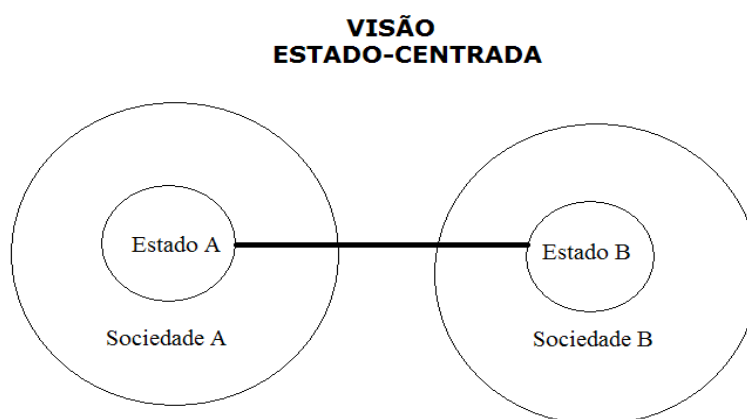 VISÃO
ESTADO-CENTRADA
Estado A
Estado B
Sociedade A
Sociedade B